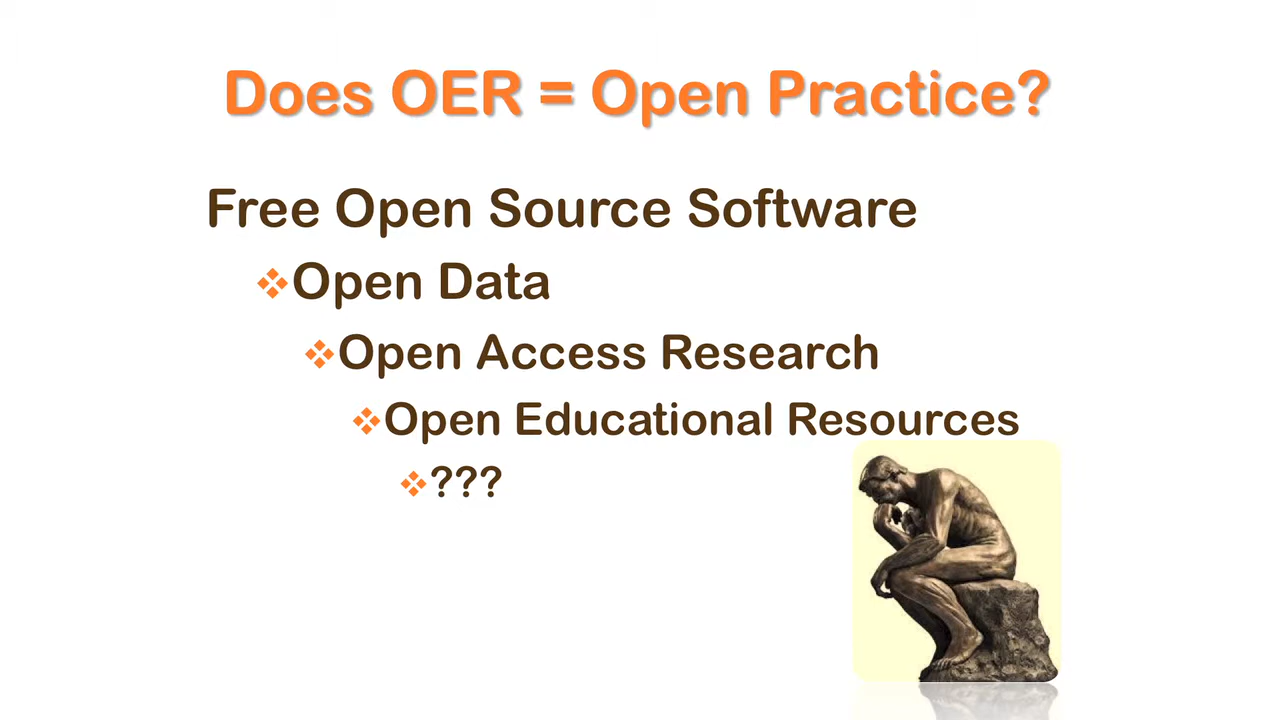 Does OER = Open Practice?
Free Open Source Software
Open Data
Open Access Research
Open Educational Resources
???